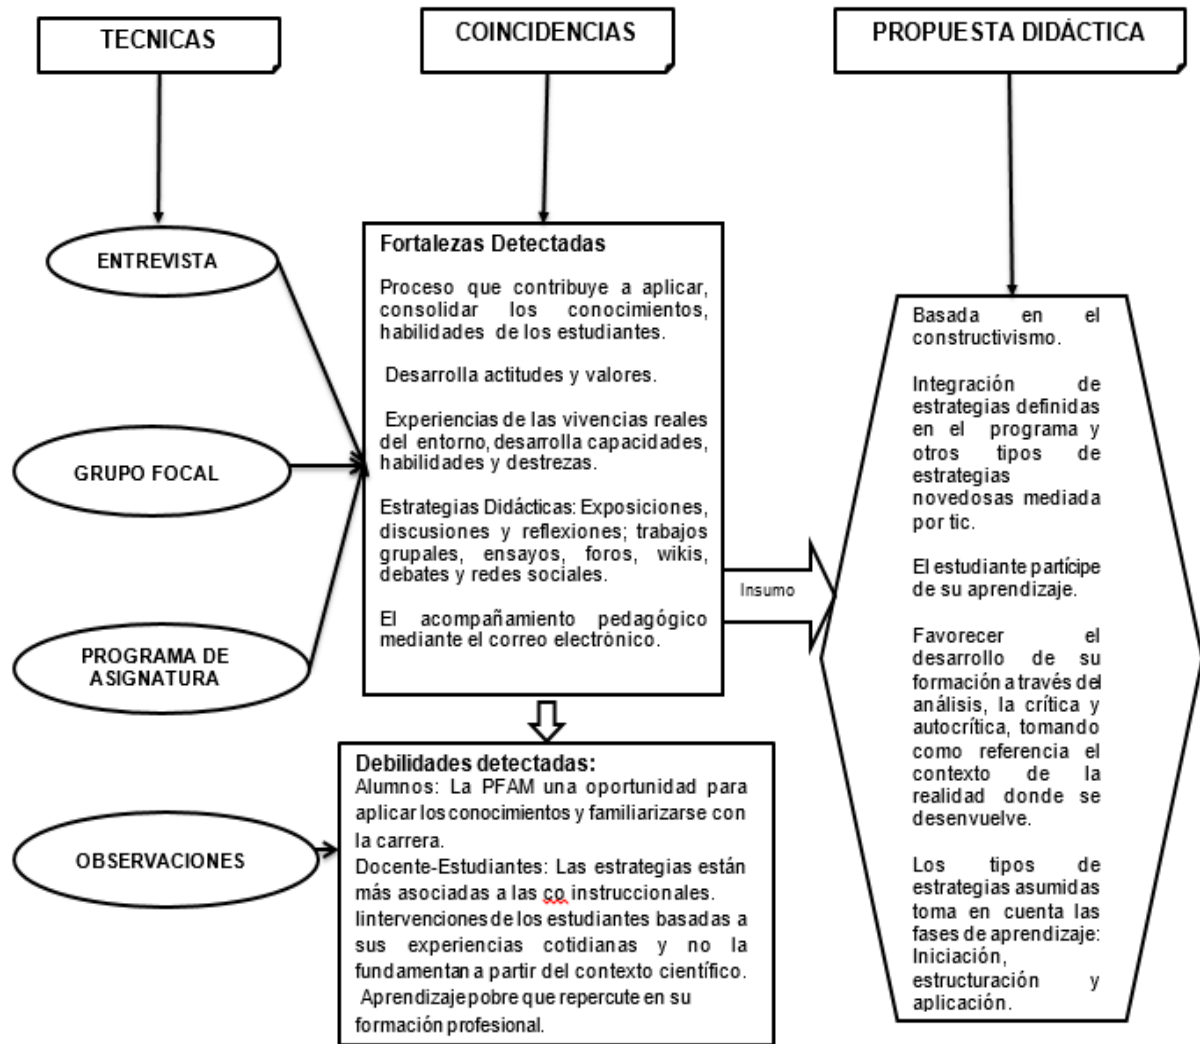 TECNICAS
COINCIDENCIAS
PROPUESTA DIDÁCTICA
ENTREVISTA
GRUPO FOCAL
PROGRAMA DE
ASIGNATURA
OBSERVACIONES
Fortalezas Detectadas
Proceso que contribuye a aplicar,
consolidar los conocimientos,
habilidades de los estudiantes.
Desarrolla actitudes y valores.
Experiencias de las vivencias reales
del entorno, desarrolla capacidades,
habilidades y destrezas.
Estrategias Didácticas: Exposiciones,
discusiones y reflexiones; trabajos
grupales, ensayos, foros, wikis,
debates y redes sociales.
El acompañamiento pedagógico
mediante el correo electrónico.
Debilidades detectadas:
Alumnos: La PFAM una oportunidad para
aplicar los conocimientos y familiarizarse con
la carrera.
Docente-Estudiantes: Las estrategias están
más asociadas a las co instruccionales.
Iintervenciones de los estudiantes basadas a
sus experiencias cotidianas y no la
fundamentan a partir del contexto científico.
Aprendizaje pobre que repercute en su
formación profesional.
Insumo
Basada en el
constructivismo.
Integración de
estrategias definidas
en el programa y
otros tipos de
estrategias
novedosas mediada
por tic.
El estudiante partícipe
de su aprendizaje.
Favorecer el
desarrollo de su
formación a través del
análisis, la crítica y
autocrítica, tomando
como referencia el
contexto de la
realidad donde se
desenvuelve.
Los tipos de
estrategias asumidas
toma en cuenta las
fases de aprendizaje:
Iniciación,
estructuración y
aplicación.